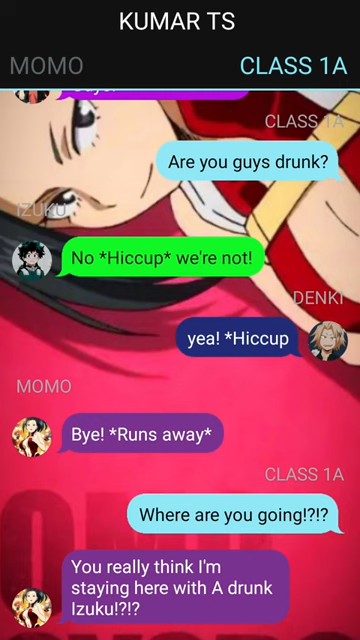 KUMAR TS
MOMO
CLASS 1A
CLASS 1A
Are you guys drunk?
IZUKU
No *Hiccup* we're not!
DENKI
yea! *Hiccup
MOMO
Bye! *Runs away*
CLASS 1A
Where are you going!?!?
You really think I'm
staying here with A drunk
Izuku!?!?